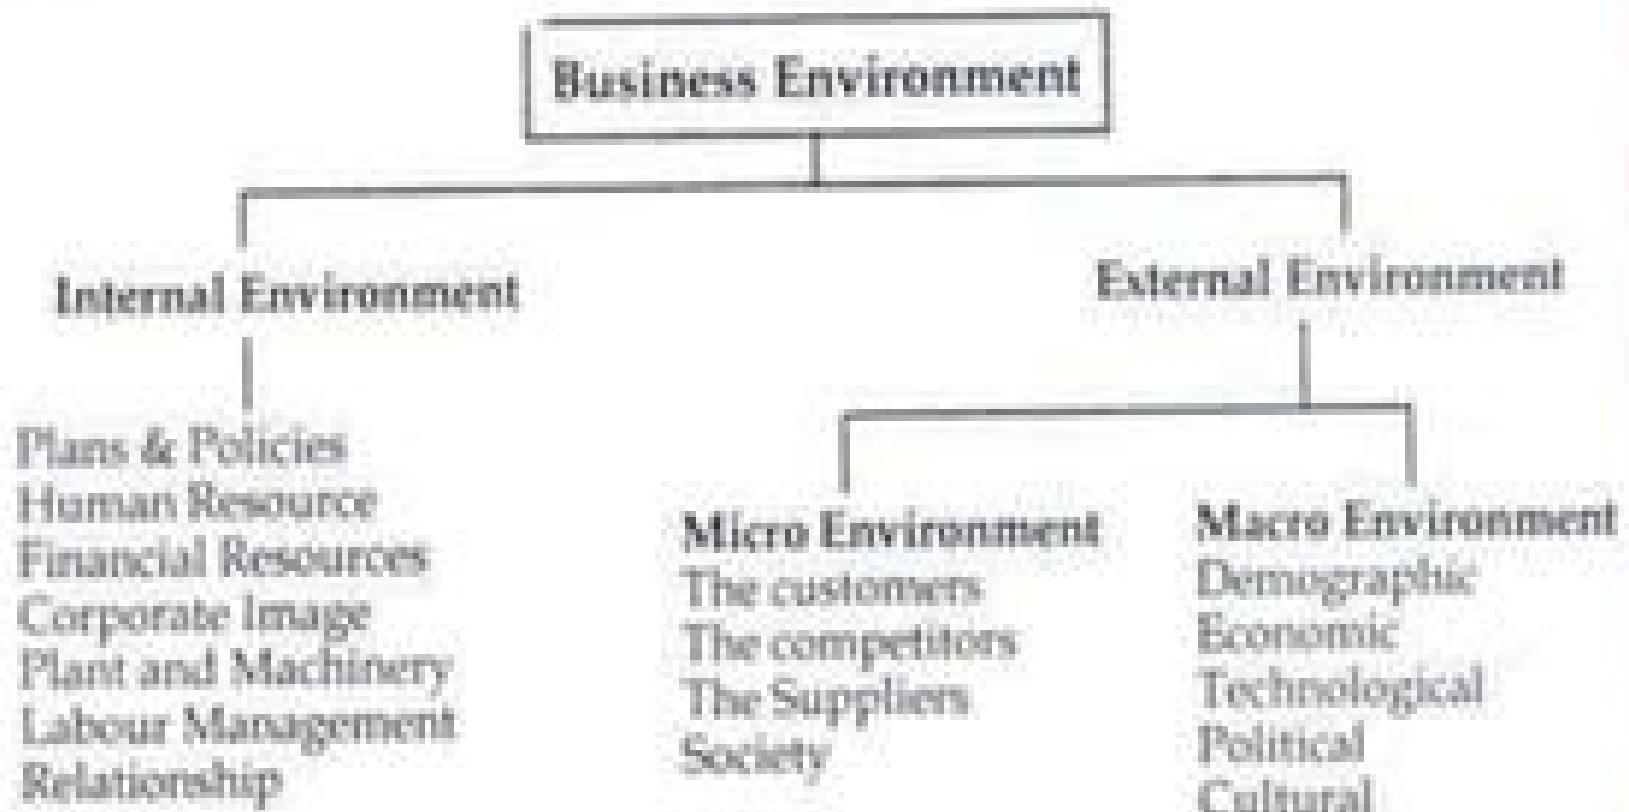 Business Environment
Internal Environment
External Environment
Plans & Policies
Human Resource
Financial Resources
Corporate Image
Plant and Machinery
Labour Management
Relationship
Micro Environment
The customers
The competitors
The Suppliers
Society
Macro Environment
Demographic
Economic
Technological
Political
Cultural